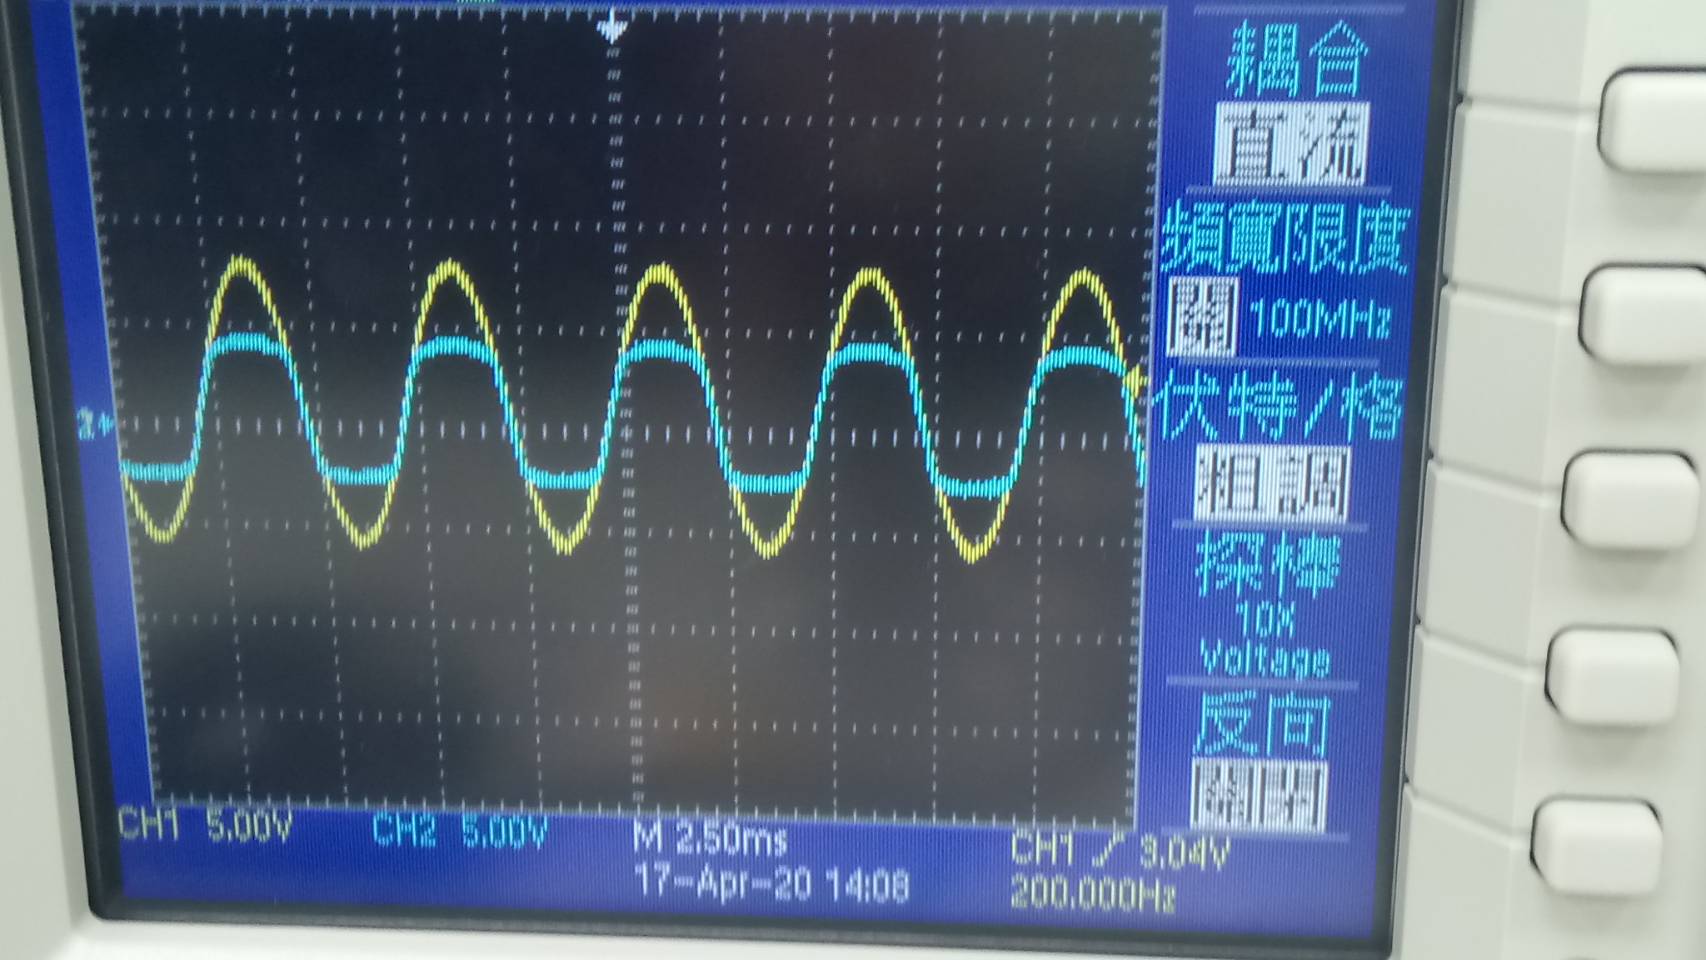 耦合
直流
頻寬限度
關 100MHz
伏特/格
粗調
探棒
10X
Voltage
反向
關閉
2
CH1 5.00V CH2 5.00V M 2.50ms CH1 3.04V
17-Apr-20 14:08 200.000Hz